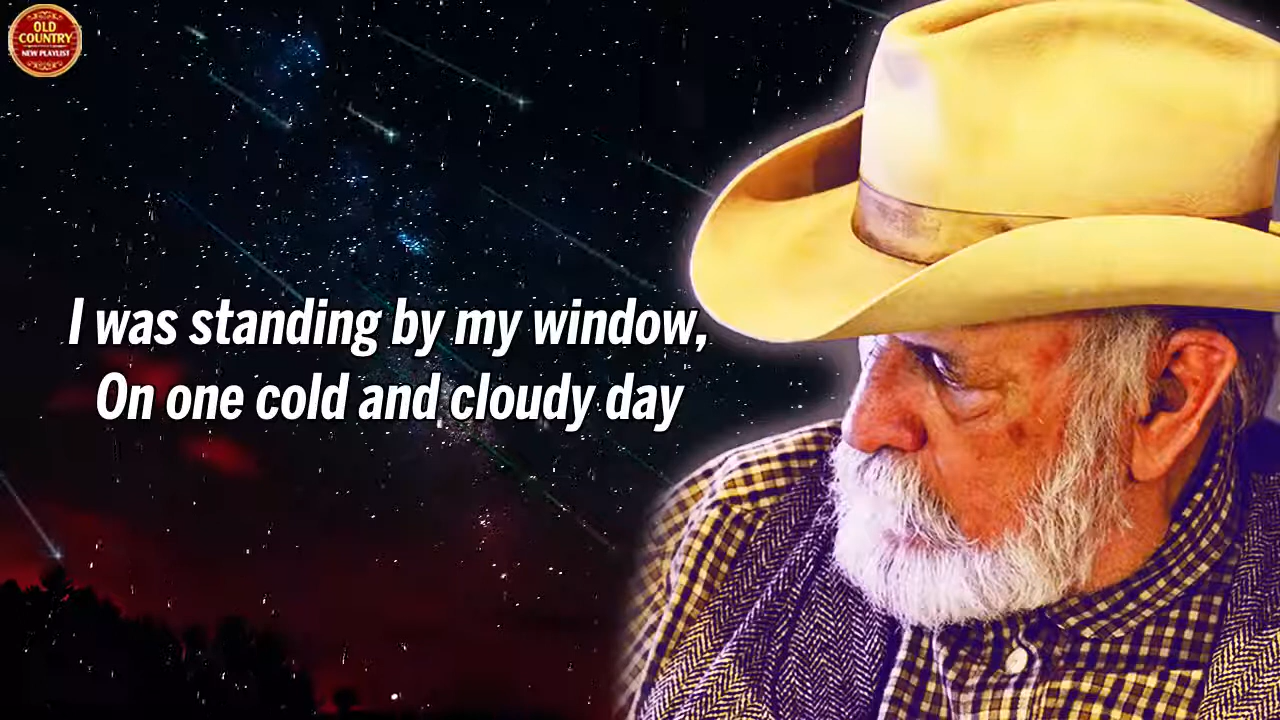 OLD
COUNTRY
NEW PLAYLIST
I was standing by my window,
On one cold and cloudy day